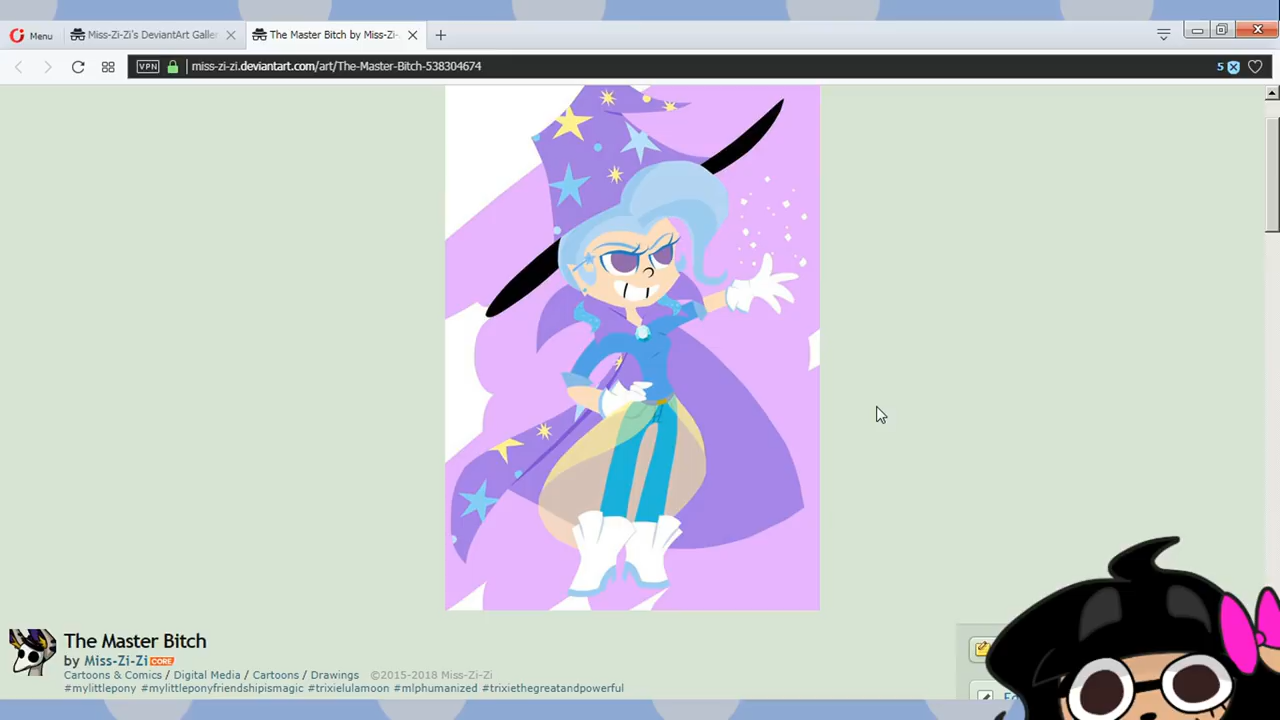 Menu
Miss-Zi-Zi's DeviantArt Galler
The Master Bitch by Miss-Zi-
VPN
miss-zi-zi.deviantart.com/art/The-Master-Bitch-538304674
5
The Master Bitch
by Miss-Zi-Zi CORE
Cartoons & Comics / Digital Media / Cartoons / Drawings ©2015-2018 Miss-Zi-Zi
#mylittlepony #mylittleponyfriendshipismagic #trixielulamoon #mlphumanized #trixiethegreatandpowerful